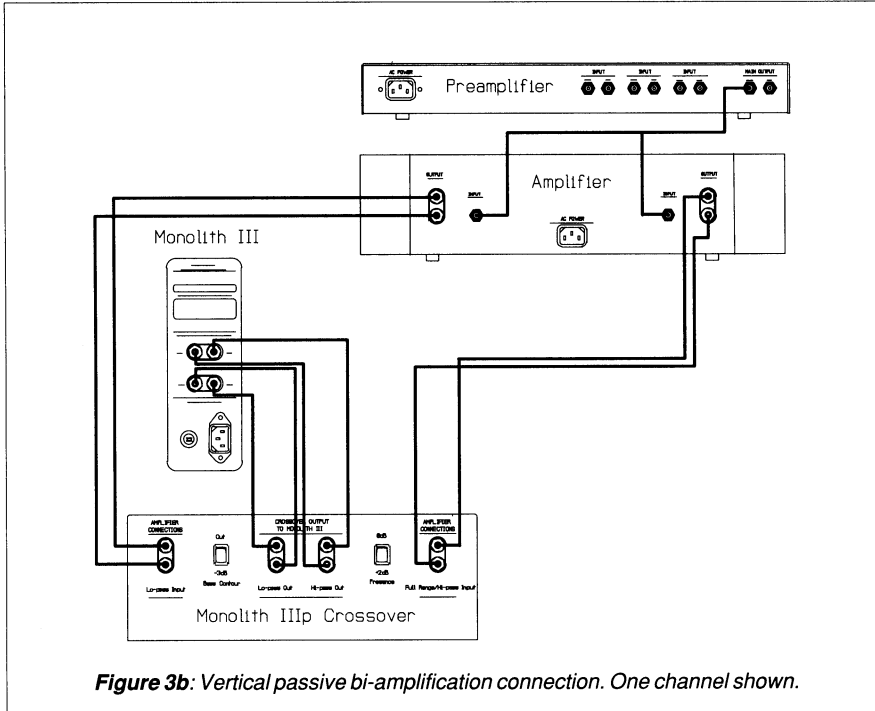 AC POWER
Preamplifier
INPUT
INPUT
INPUT
MAIN OUTPUT
OUTPUT
INPUT
Amplifier
AC POWER
INPUT
OUTPUT
Monolith III
AMPLIFIER
CONNECTIONS
Lo-pass Input
Out
-3dB
Bass Contour
CROSSOVER OUTPUT
TO MONOLITH III
Lo-pass Out
Hi-pass Out
0dB
+2dB
Presence
AMPLIFIER
CONNECTIONS
Full Range/Hi-pass Input
Monolith IIIp Crossover
Figure 3b: Vertical passive bi-amplification connection. One channel shown.